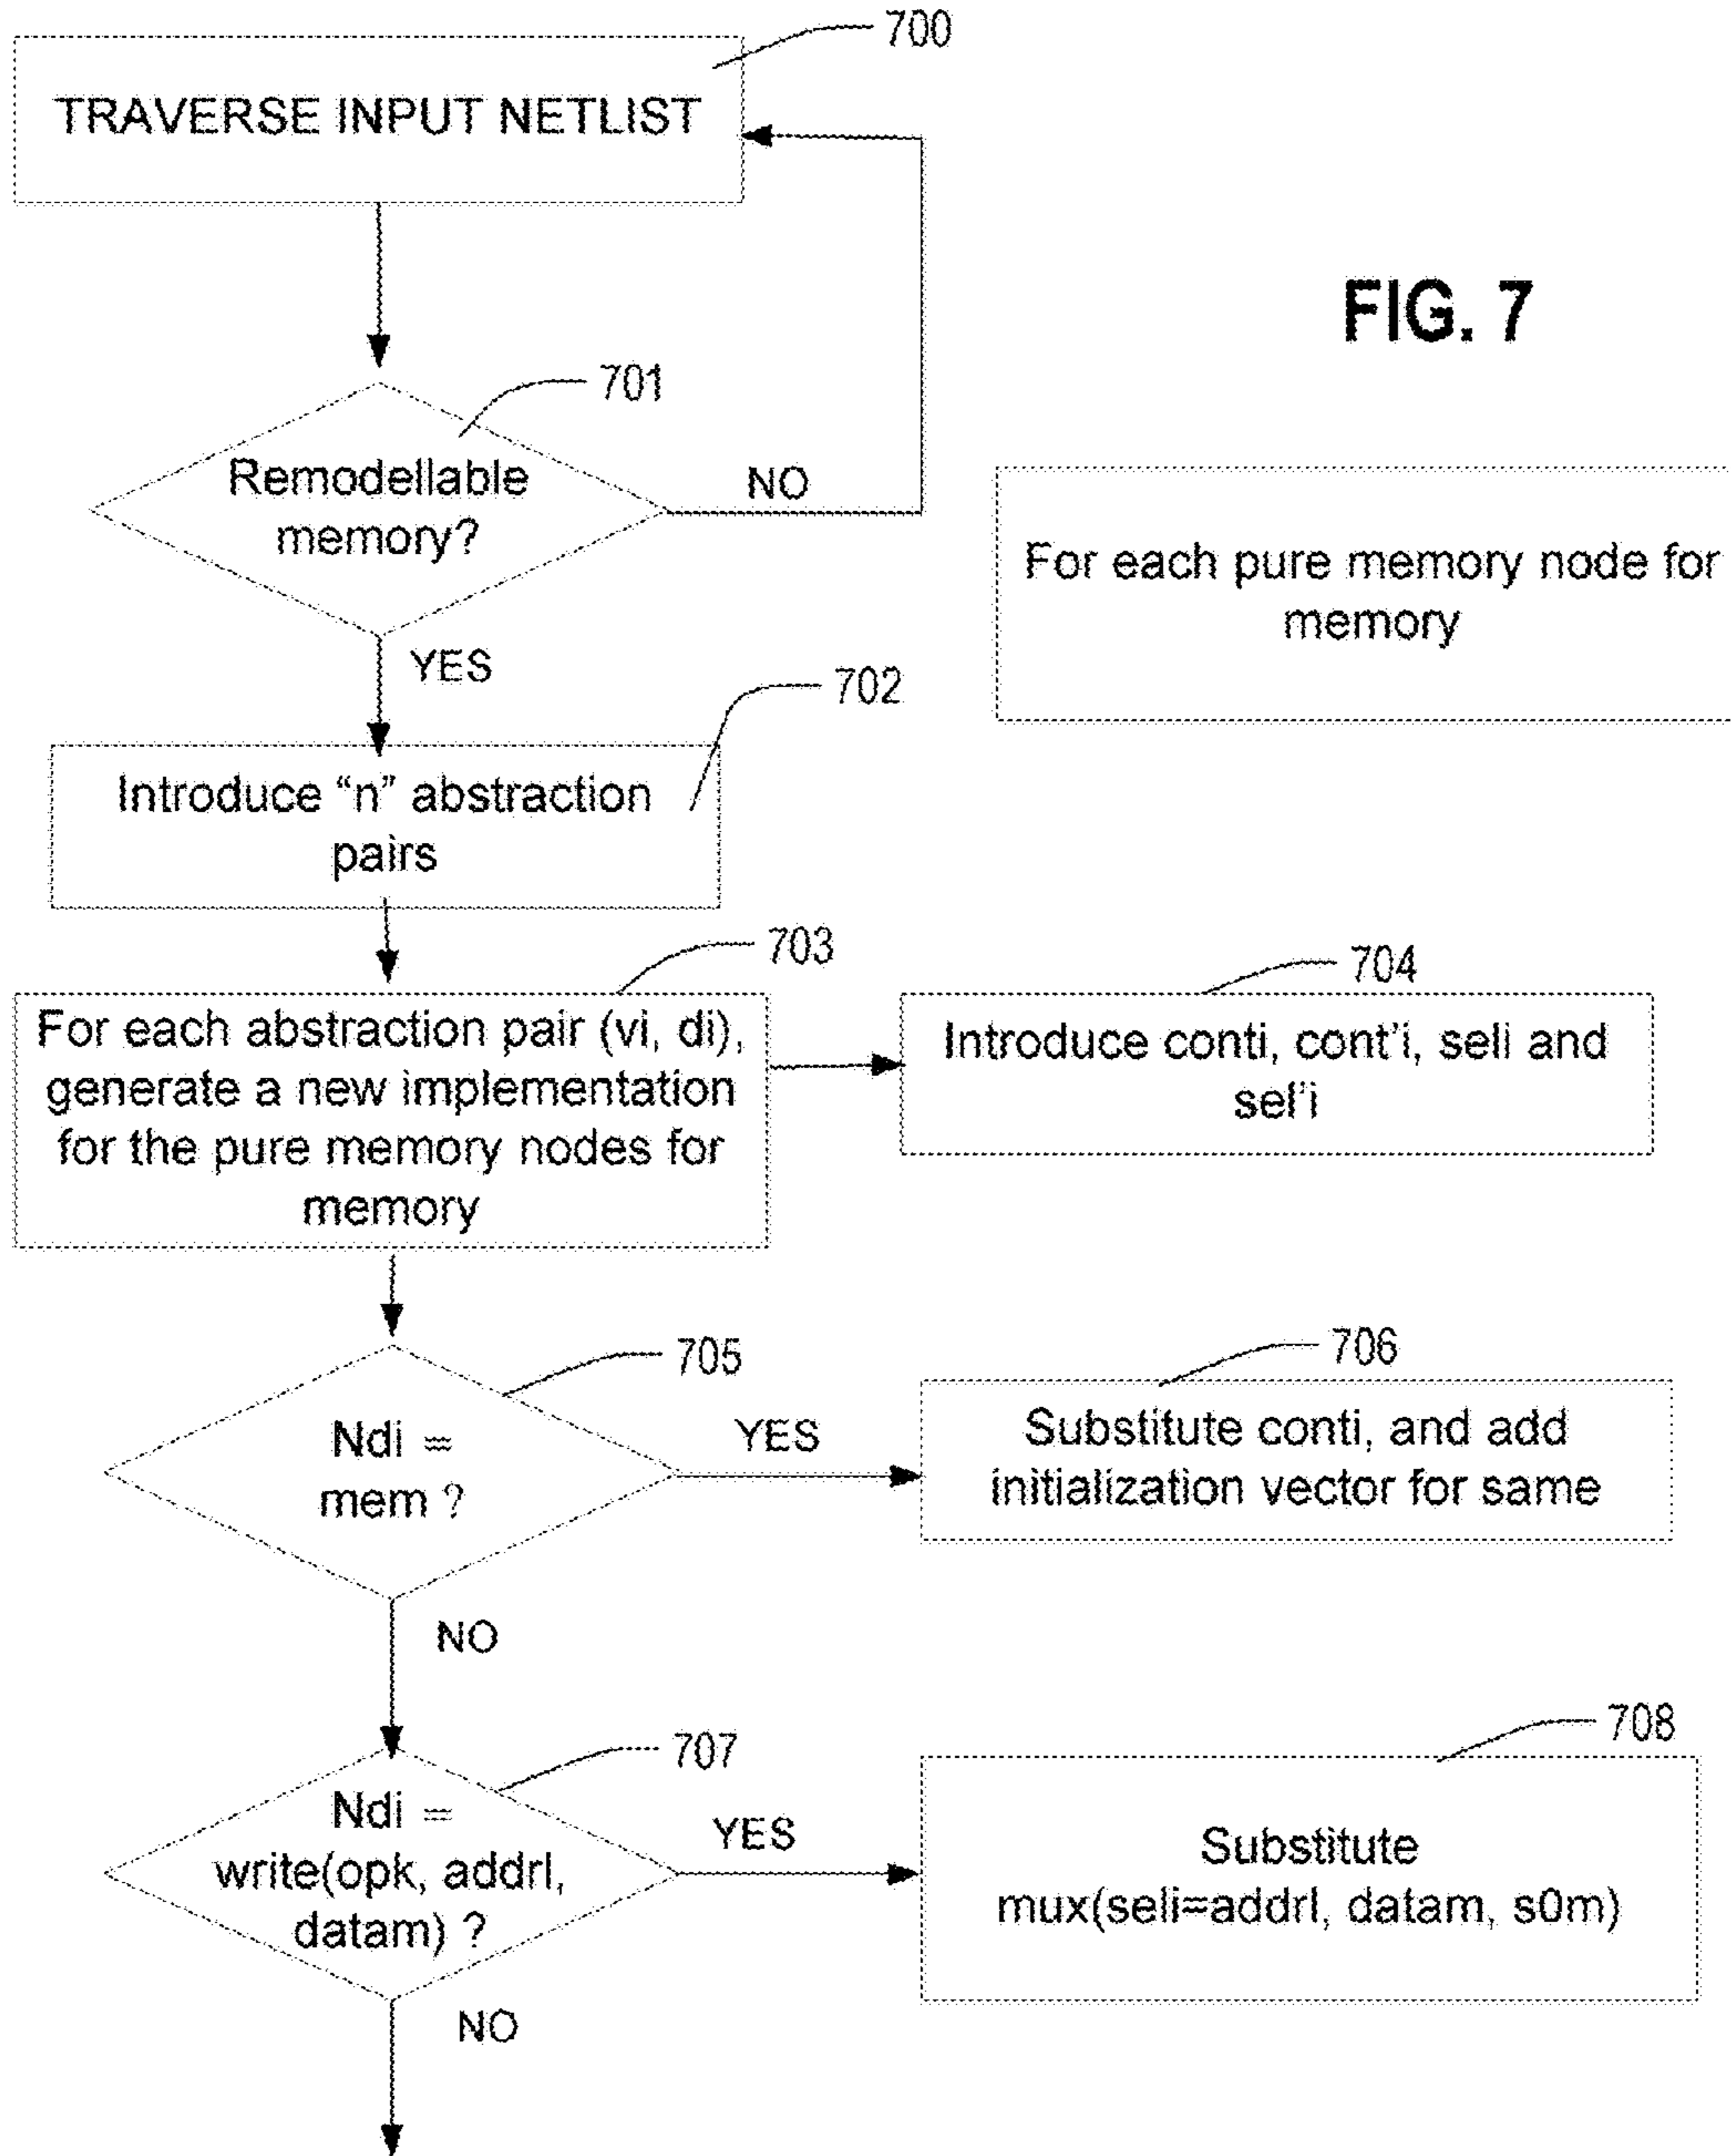 700
TRAVERSE INPUT NETLIST
FIG. 7
701
Remodellable
memory?
NO
For each pure memory node for
memory
YES
702
Introduce “n” abstraction
pairs
703
For each abstraction pair (vi, di),
generate a new implementation
for the pure memory nodes for
memory
704
Introduce conti, cont’i, seli and
sel’i
705
Ndi =
mem ?
YES
706
Substitute conti, and add
initialization vector for same
NO
707
Ndi =
write(opk, addrl,
datam) ?
YES
708
Substitute
mux(seli=addrl, datam, s0m)
NO